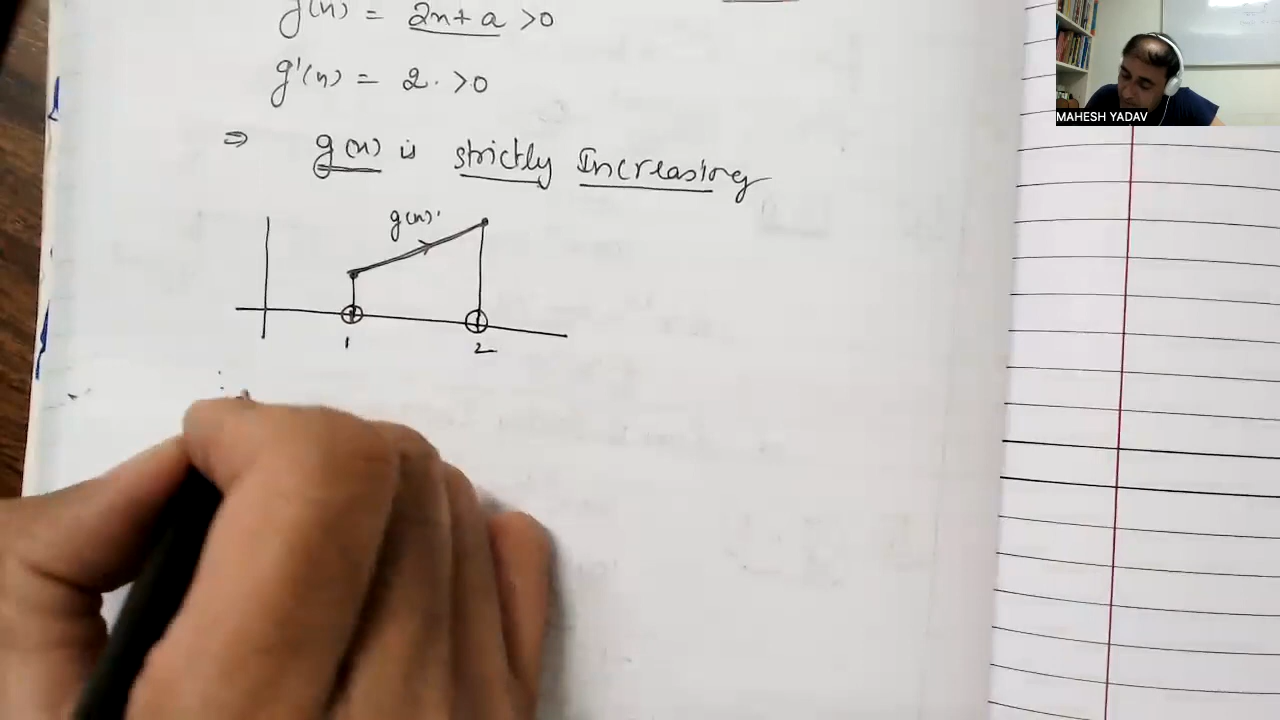 g(x) = 2x + a > 0
g'(x) = 2. > 0
⇒ g(x) is strictly Increasing
g(x)
1 2
MAHESH YADAV